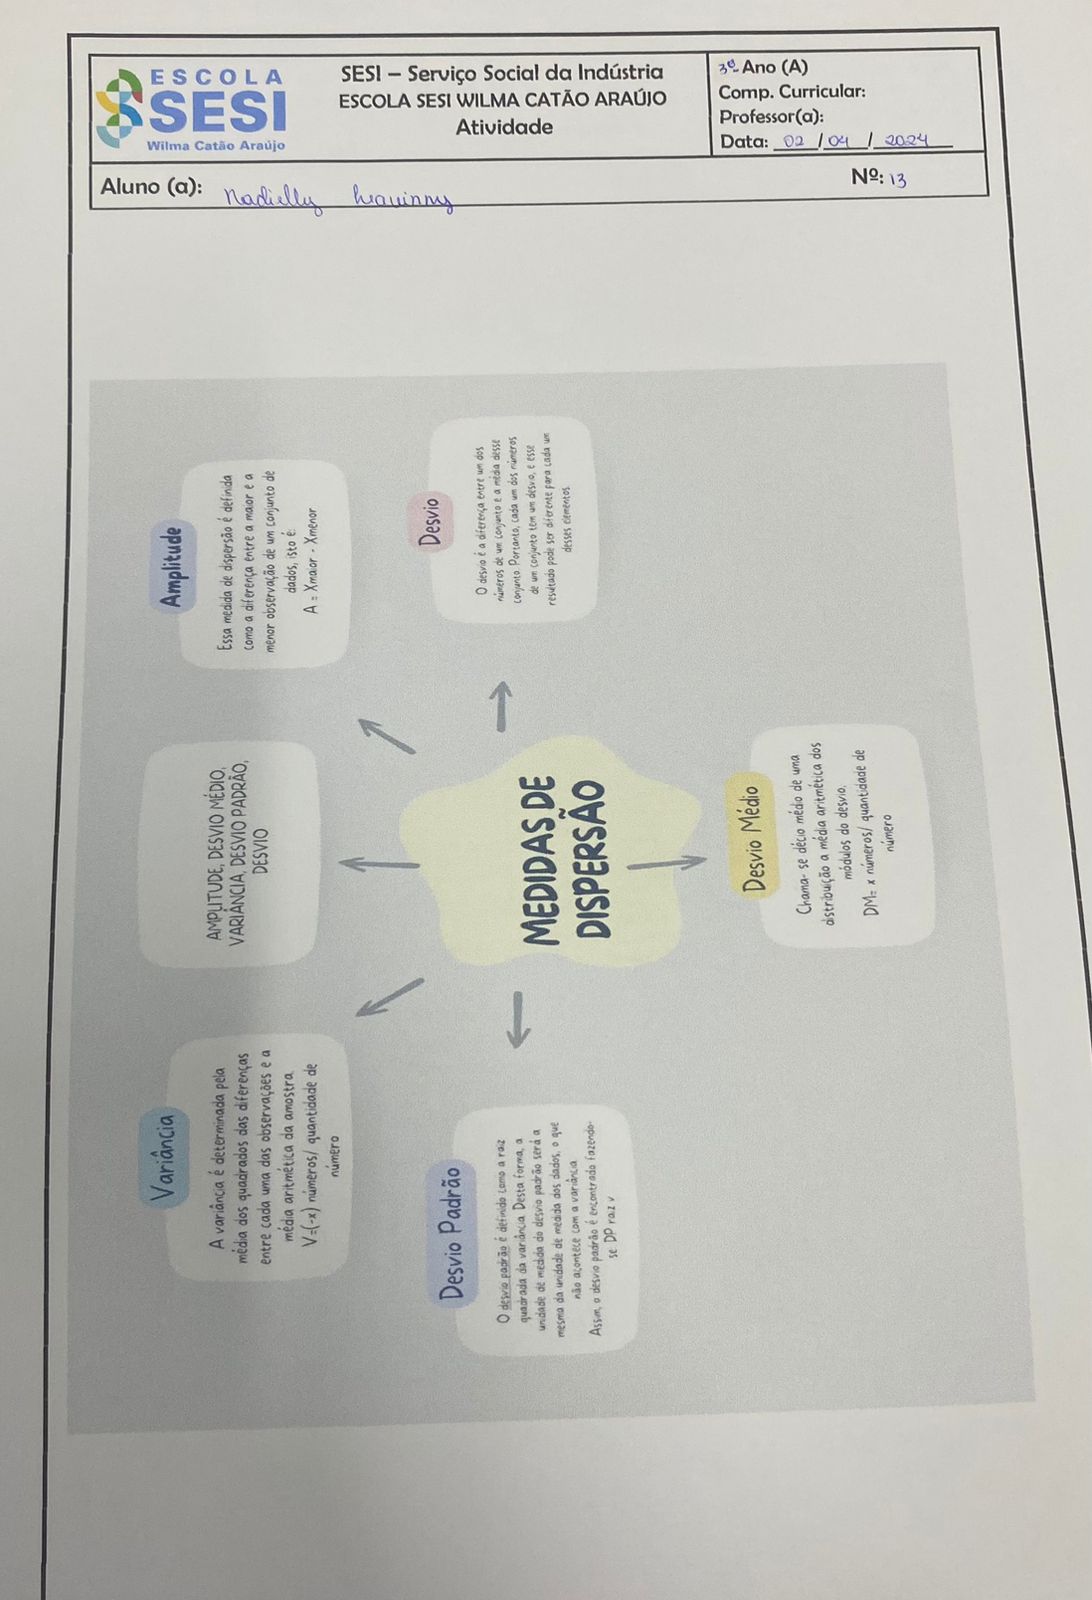 ESCOLA
SESI
Wilma Catão Araújo
SESI – Serviço Social da Indústria
ESCOLA SESI WILMA CATÃO ARAÚJO
Atividade
3º Ano (A)
Comp. Curricular:
Professor(a):
Data: 02 / 04 / 2024
Aluno (a): Nadielly
Nº: 13
Variância
A variância é determinada pela
média dos quadrados das diferenças
entre cada uma das observações e a
média aritmética da amostra.
V=(-x) números/ quantidade de
número
AMPLITUDE, DESVIO MÉDIO,
VARIÂNCIA, DESVIO PADRÃO,
DESVIO
Amplitude
Essa medida de dispersão é definida
como a diferença entre a maior e a
menor observação de um conjunto de
dados, isto é:
A = Xmaior - Xmenor
Desvio Padrão
O desvio padrão é definido como a raiz
quadrada da variância. Desta forma, a
unidade de medida do desvio padrão será a
mesma da unidade de medida dos dados, o que
não acontece com a variância.
Assim, o desvio padrão é encontrado fazendo-
se: DP raiz v
MEDIDAS DE
DISPERSÃO
Desvio
O desvio é a diferença entre um dos
números de um conjunto e a média desse
conjunto. Portanto, cada um dos números
de um conjunto têm um desvio, e esse
resultado pode ser diferente para cada um
desses elementos.
Desvio Médio
Chama- se décio médio de uma
distribuição a média aritmética dos
módulos do desvio.
DM= x números/ quantidade de
número